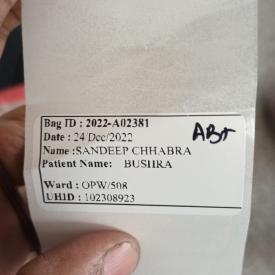 Bag ID : 2022-A02381
Date : 24/Dec/2022
AB+
Name :SANDEEP CHHABRA
Patient Name: BUSHRA
Ward : OPW/508
UHID : 102308923